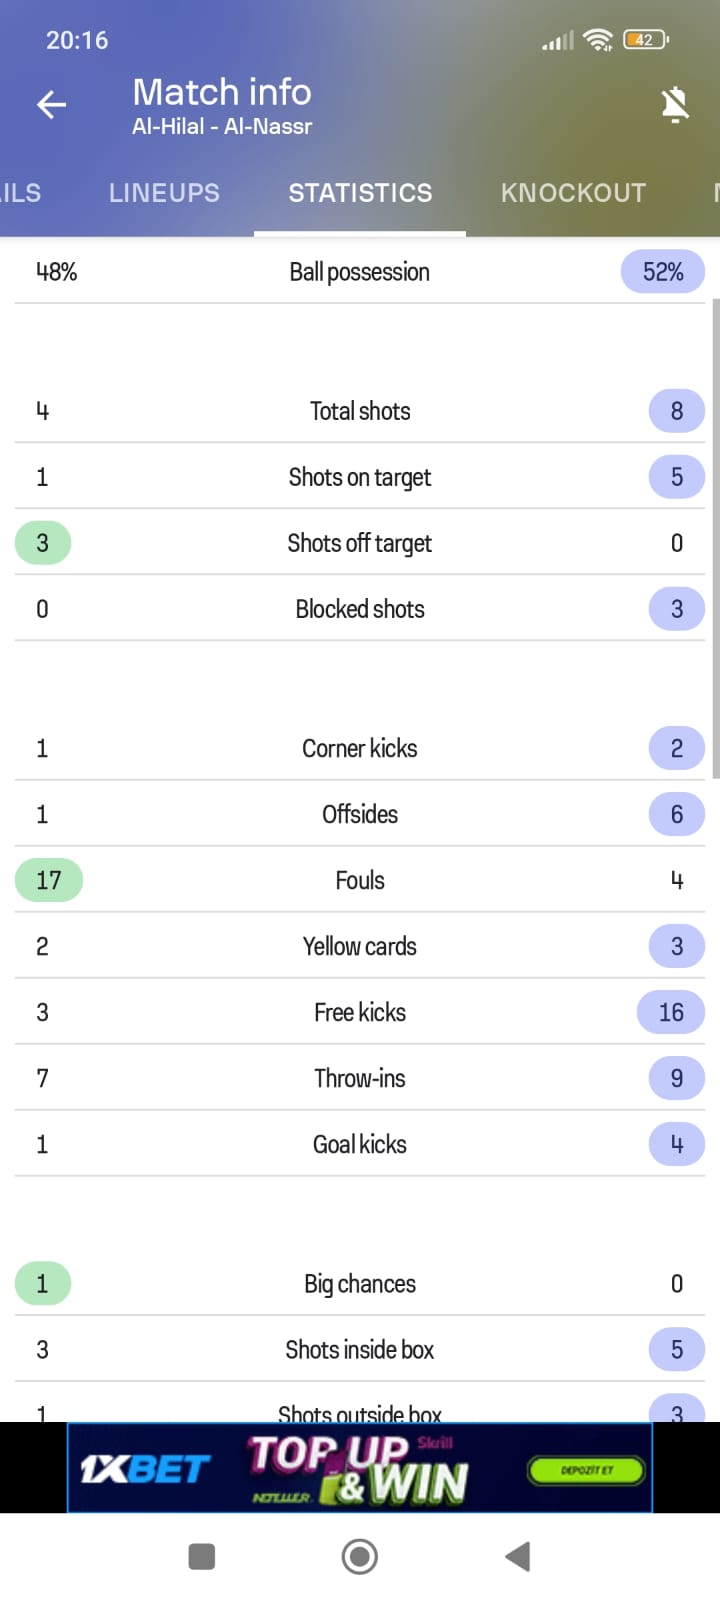 20:16
42
Match info
Al-Hilal - Al-Nassr
ILS LINEUPS STATISTICS KNOCKOUT
48% Ball possession 52%
4 Total shots 8
1 Shots on target 5
3 Shots off target 0
0 Blocked shots 3
1 Corner kicks 2
1 Offsides 6
17 Fouls 4
2 Yellow cards 3
3 Free kicks 16
7 Throw-ins 9
1 Goal kicks 4
1 Big chances 0
3 Shots inside box 5
1 Shots outside box 3
1XBET
TOP UP
& WIN
Skrill
NETELLER
DEPOZİT ET